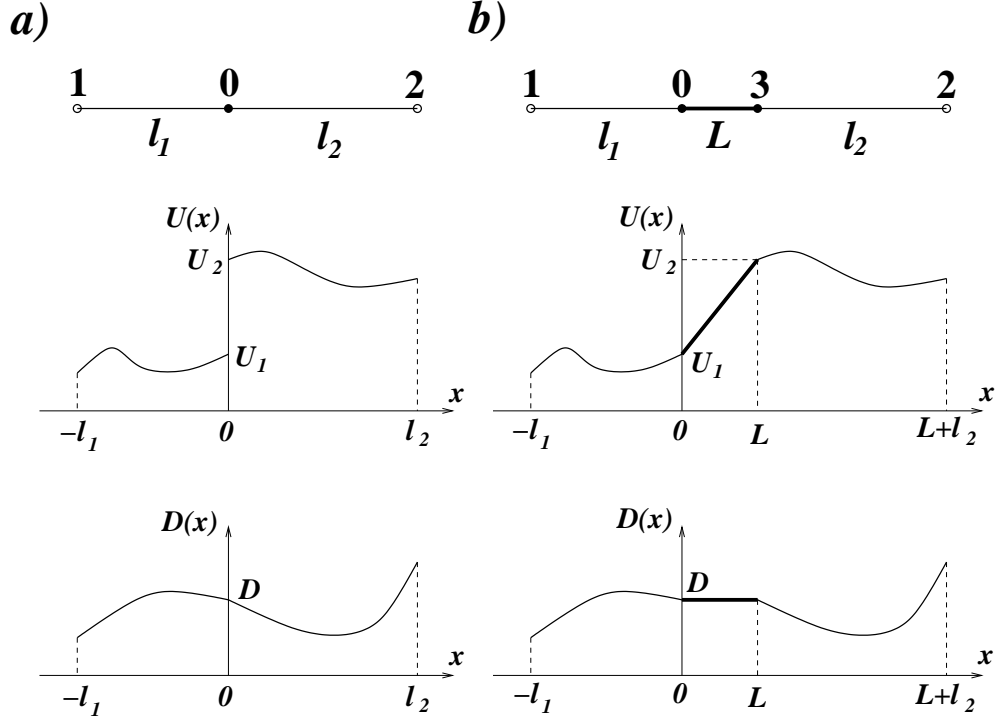 a)
b)
1 0 2
l₁ l₂
1 0 3 2
l₁ L l₂
U(x)
U₂
U₁
x
−l₁ 0 l₂
U(x)
U₂
U₁
x
−l₁ 0 L L+l₂
D(x)
D
x
−l₁ 0 l₂
D(x)
D
x
−l₁ 0 L L+l₂